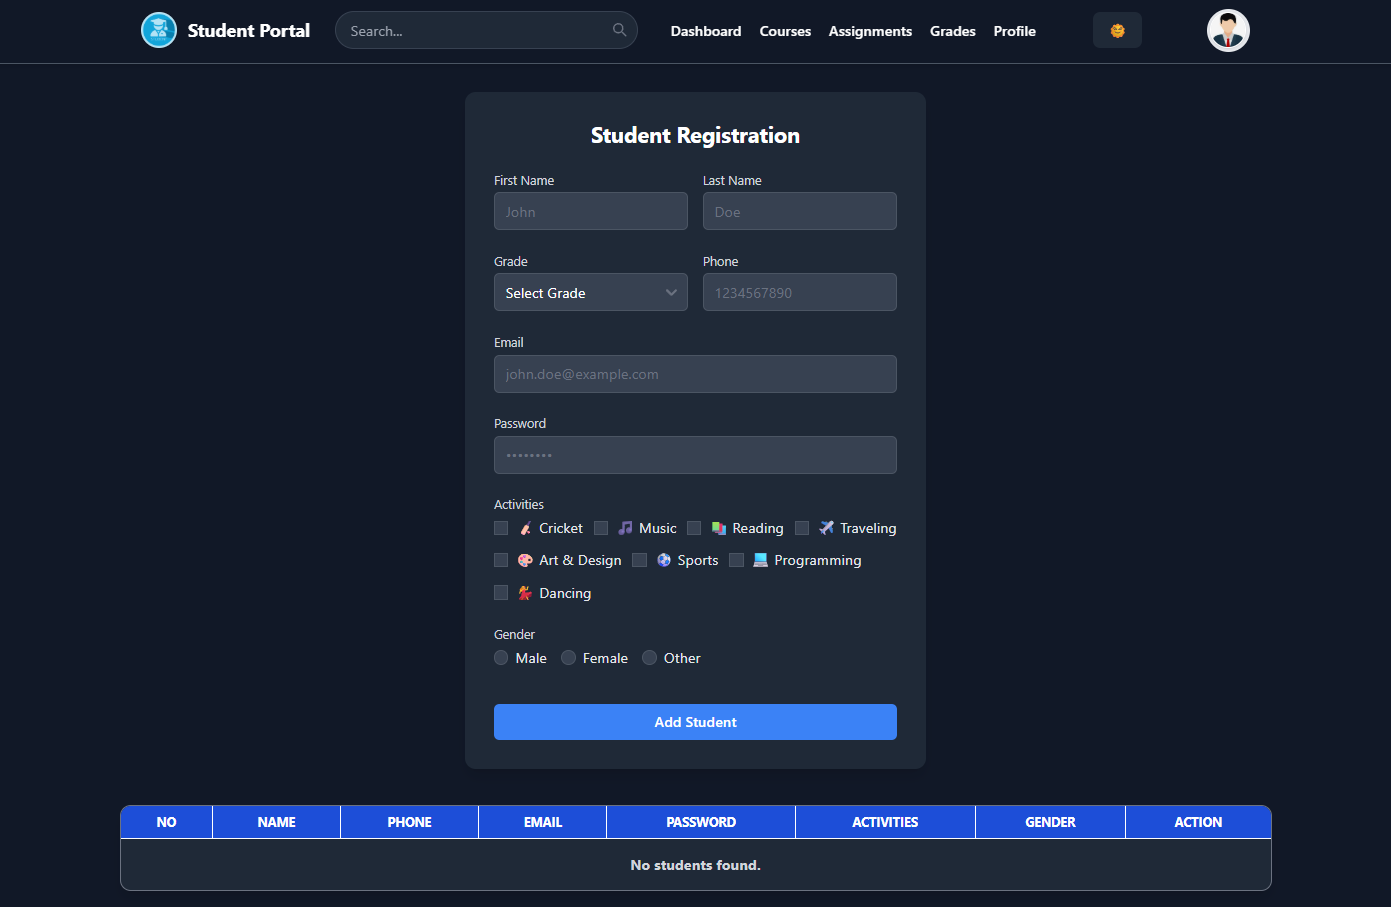 Student Portal
Search...
Dashboard Courses Assignments Grades Profile
Student Registration
First Name Last Name
John Doe
Grade Phone
Select Grade 1234567890
Email
john.doe@example.com
Password
••••••••
Activities
Cricket Music Reading Traveling
Art & Design Sports Programming
Dancing
Gender
Male Female Other
Add Student
NO NAME PHONE EMAIL PASSWORD ACTIVITIES GENDER ACTION
No students found.